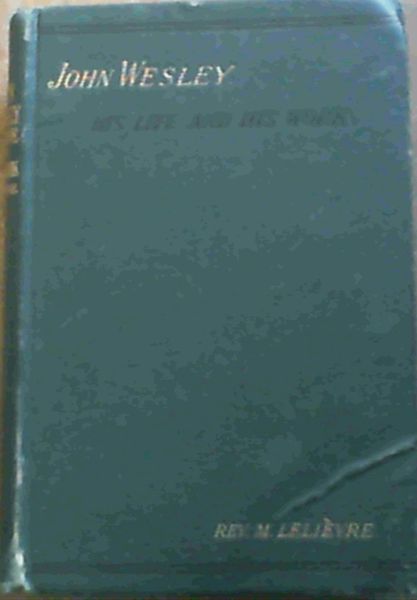 JOHN WESLEY
HIS LIFE AND HIS WORK
REV. M. LELIÈVRE